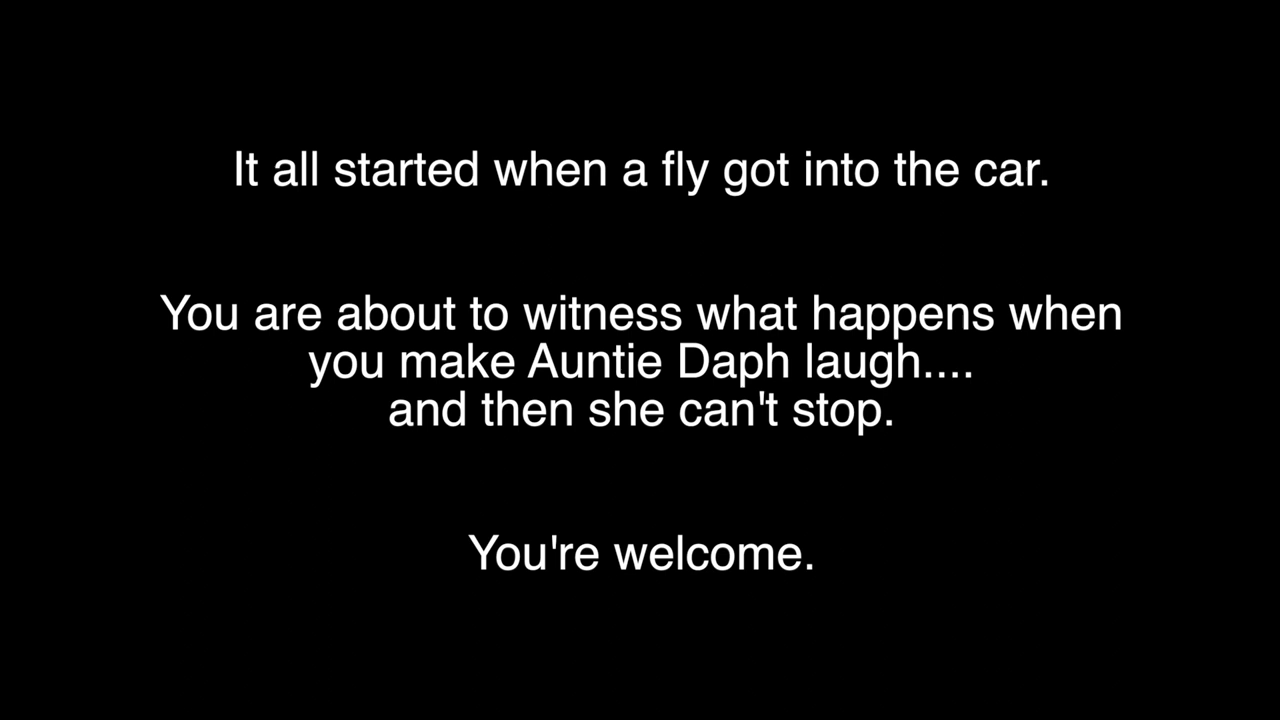 It all started when a fly got into the car.
You are about to witness what happens when
you make Auntie Daph laugh....
and then she can't stop.
You're welcome.